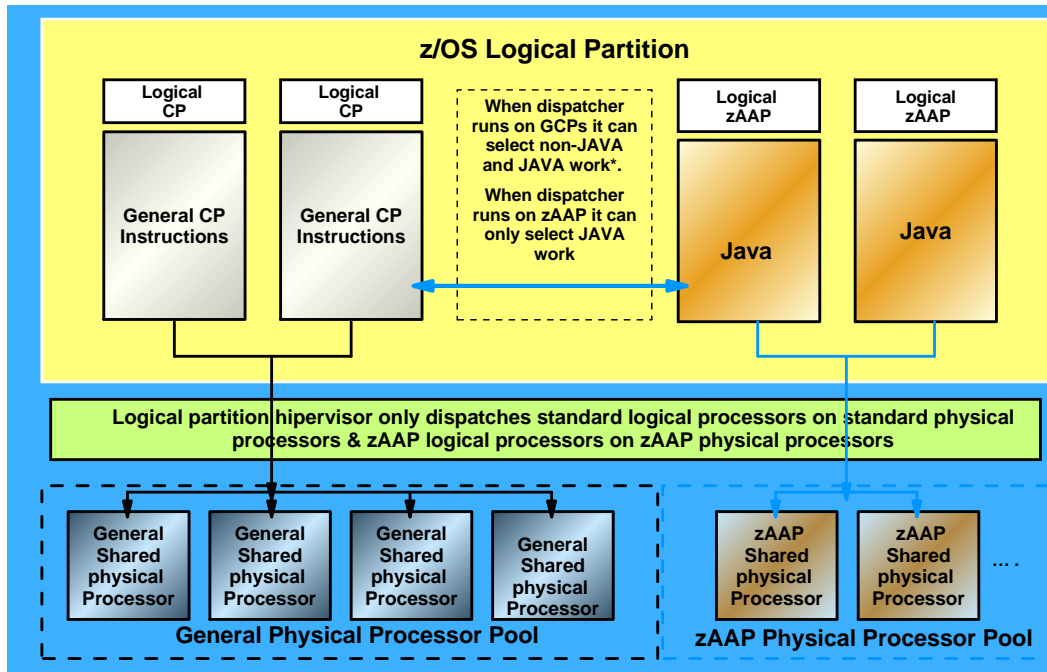 z/OS Logical Partition
Logical
CP
Logical
CP
Logical
zAAP
Logical
zAAP
General CP
Instructions
General CP
Instructions
When dispatcher
runs on GCPs it can
select non-JAVA
and JAVA work*.
When dispatcher
runs on zAAP it can
only select JAVA
work
Java
Java
Logical partition hipervisor only dispatches standard logical processors on standard physical
processors & zAAP logical processors on zAAP physical processors
General
Shared
physical
Processor
General
Shared
physical
Processor
General
Shared
physical
Processor
General
Shared
physical
Processor
zAAP
Shared
physical
Processor
zAAP
Shared
physical
Processor
... .
General Physical Processor Pool
zAAP Physical Processor Pool